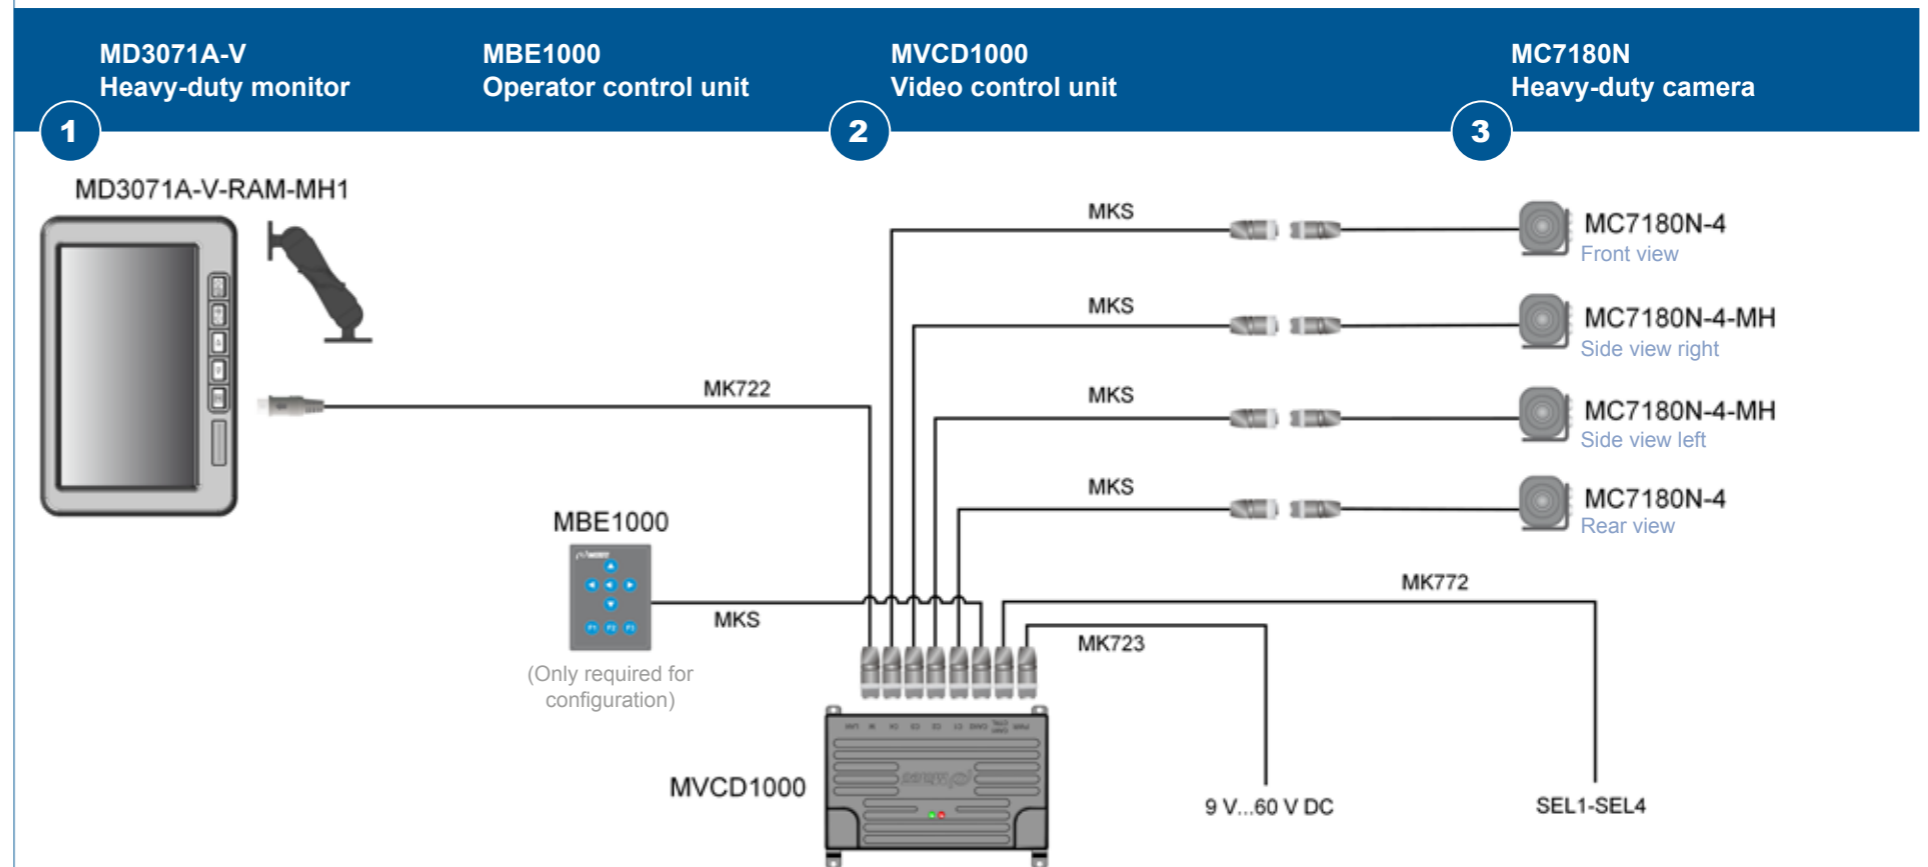 MD3071A-V
Heavy-duty monitor
MBE1000
Operator control unit
MVCD1000
Video control unit
MC7180N
Heavy-duty camera
1
2
3
MD3071A-V-RAM-MH1
MKS
MC7180N-4
Front view
MKS
MC7180N-4-MH
Side view right
MK722
MKS
MC7180N-4-MH
Side view left
MKS
MC7180N-4
Rear view
MBE1000
F1 F2 F3
MKS
(Only required for
configuration)
MK772
MK723
MVCD1000
9 V...60 V DC
SEL1-SEL4